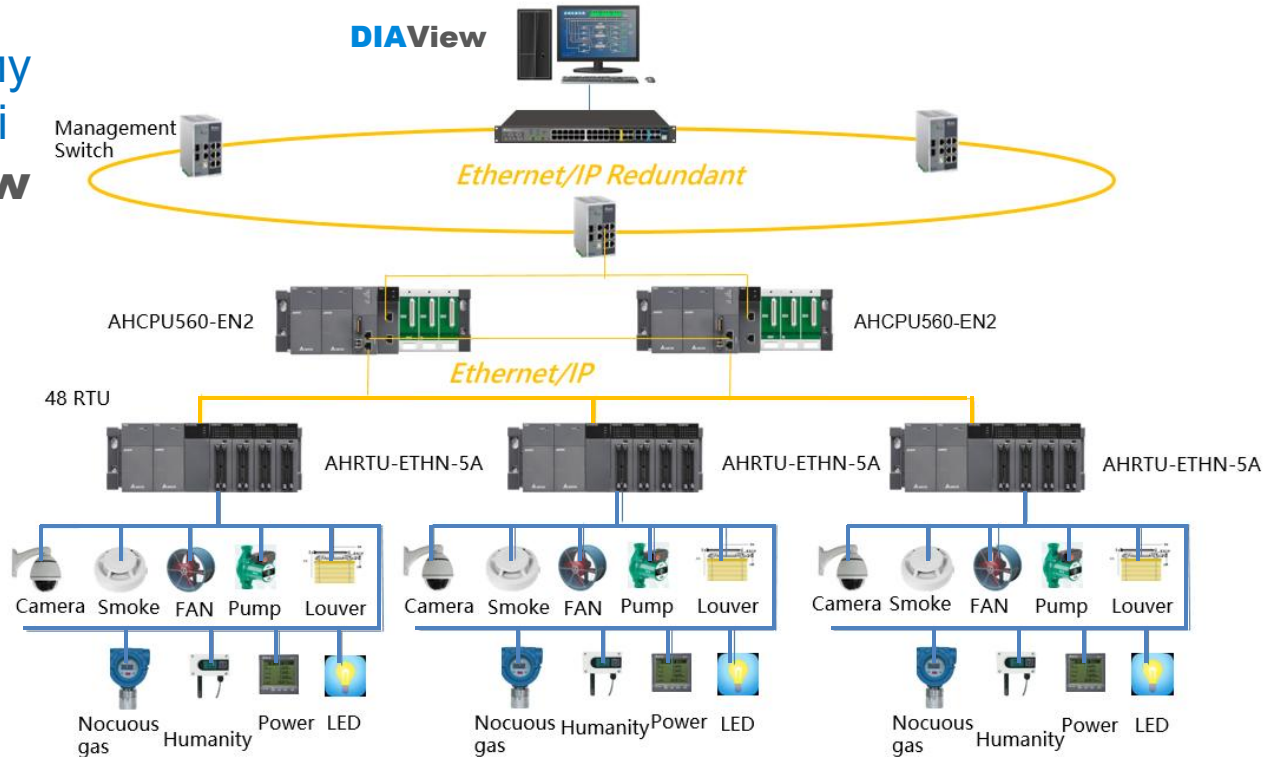 DIAView
uy
i
w
Management
Switch
Ethernet/IP Redundant
AHCPU560-EN2
AHCPU560-EN2
Ethernet/IP
48 RTU
AHRTU-ETHN-5A
AHRTU-ETHN-5A
AHRTU-ETHN-5A
Camera Smoke FAN Pump Louver
Camera Smoke FAN Pump Louver
Camera Smoke FAN Pump Louver
Nocuous
gas
Humanity
Power
LED
Nocuous
gas
Humanity
Power
LED
Nocuous
gas
Humanity
Power
LED